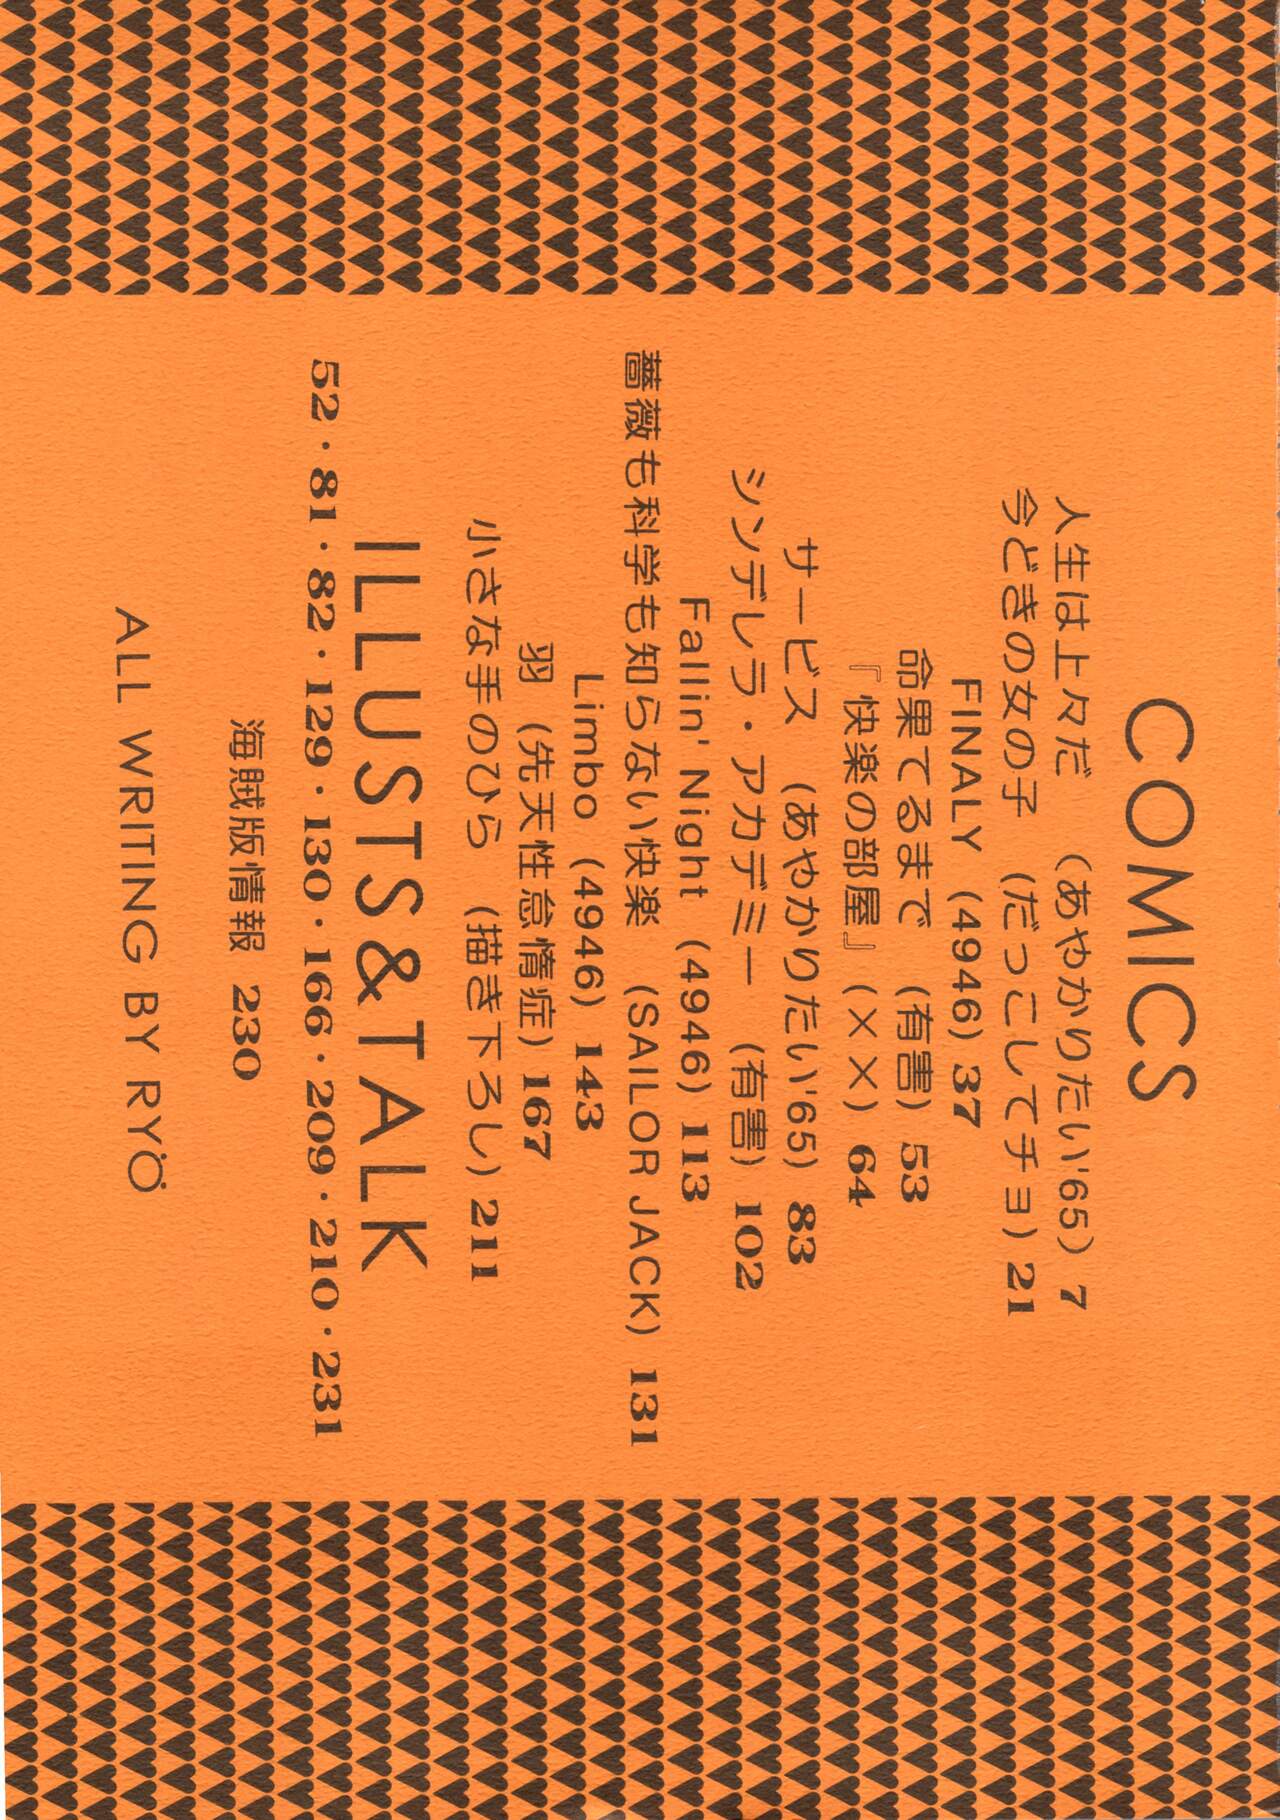 COMICS
人生は上々だ (あやかりたい'65) 7
今どきの女の子 (だっこしてチョ) 21
FINALY (4946) 37
命果てるまで (有害) 53
『快楽の部屋』(××) 64
サービス (あやかりたい'65) 83
シンデレラ・アカデミー (有害) 102
Fallin' Night (4946) 113
薔薇も科学も知らない快楽 (SAILOR JACK) 131
Limbo (4946) 143
羽 (先天性怠惰症) 167
小さな手のひら (描き下ろし) 211
ILLUSTS&TALK
52・81・82・129・130・166・209・210・231
海賊版情報 230
ALL WRITING BY RYÖ